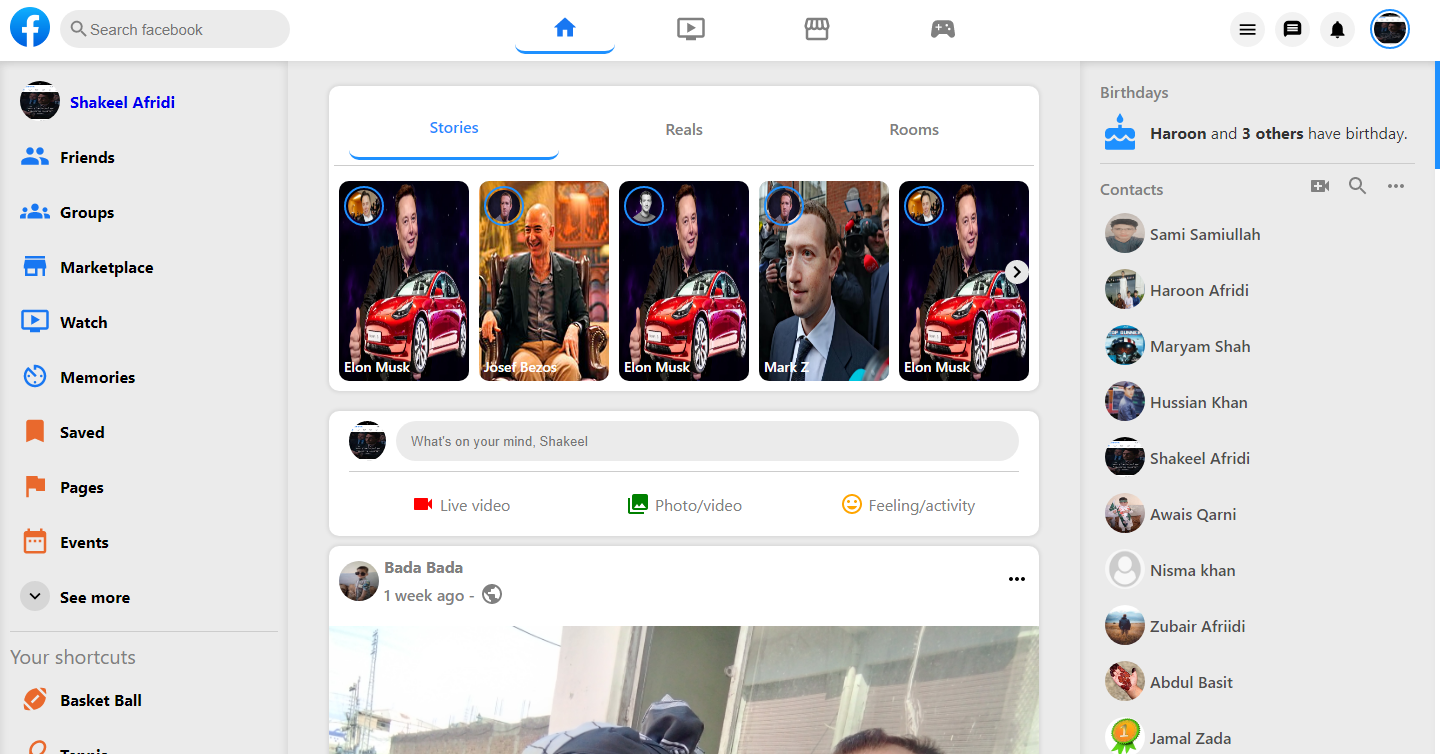 Search facebook
Shakeel Afridi
Friends
Groups
Marketplace
Watch
Memories
Saved
Pages
Events
See more
Your shortcuts
Basket Ball
Tennis
Stories
Reals
Rooms
Elon Musk
Josef Bezos
Elon Musk
Mark Z
Elon Musk
What's on your mind, Shakeel
Live video
Photo/video
Feeling/activity
Bada Bada
1 week ago -
Birthdays
Haroon and 3 others have birthday.
Contacts
Sami Samiullah
Haroon Afridi
Maryam Shah
Hussian Khan
Shakeel Afridi
Awais Qarni
Nisma khan
Zubair Afriidi
Abdul Basit
Jamal Zada